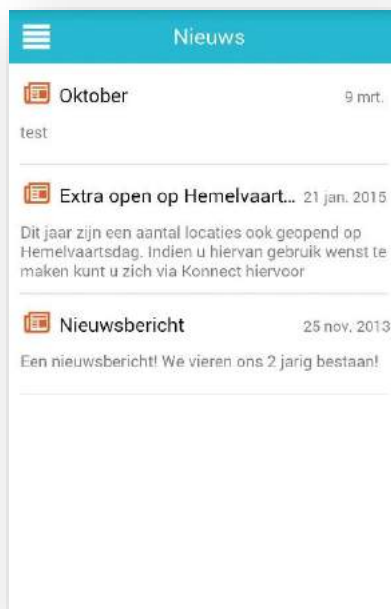 Nieuws
Oktober 9 mrt.
test
Extra open op Hemelvaart... 21 jan. 2015
Dit jaar zijn een aantal locaties ook geopend op
Hemelvaartsdag. Indien u hiervan gebruik wenst te
maken kunt u zich via Konnect hiervoor
Nieuwsbericht 25 nov. 2013
Een nieuwsbericht! We vieren ons 2 jarig bestaan!